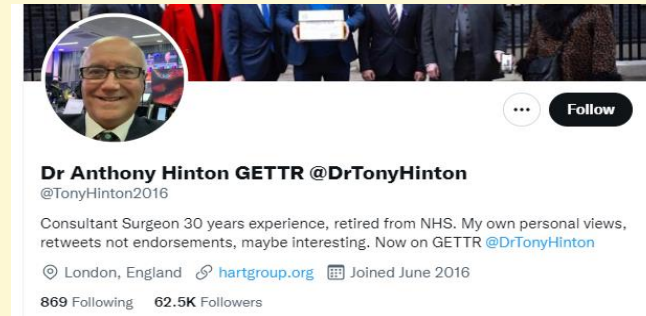 Follow
Dr Anthony Hinton GETTR @DrTonyHinton
@TonyHinton2016
Consultant Surgeon 30 years experience, retired from NHS. My own personal views,
retweets not endorsements, maybe interesting. Now on GETTR @DrTonyHinton
London, England hartgroup.org Joined June 2016
869 Following 62.5K Followers